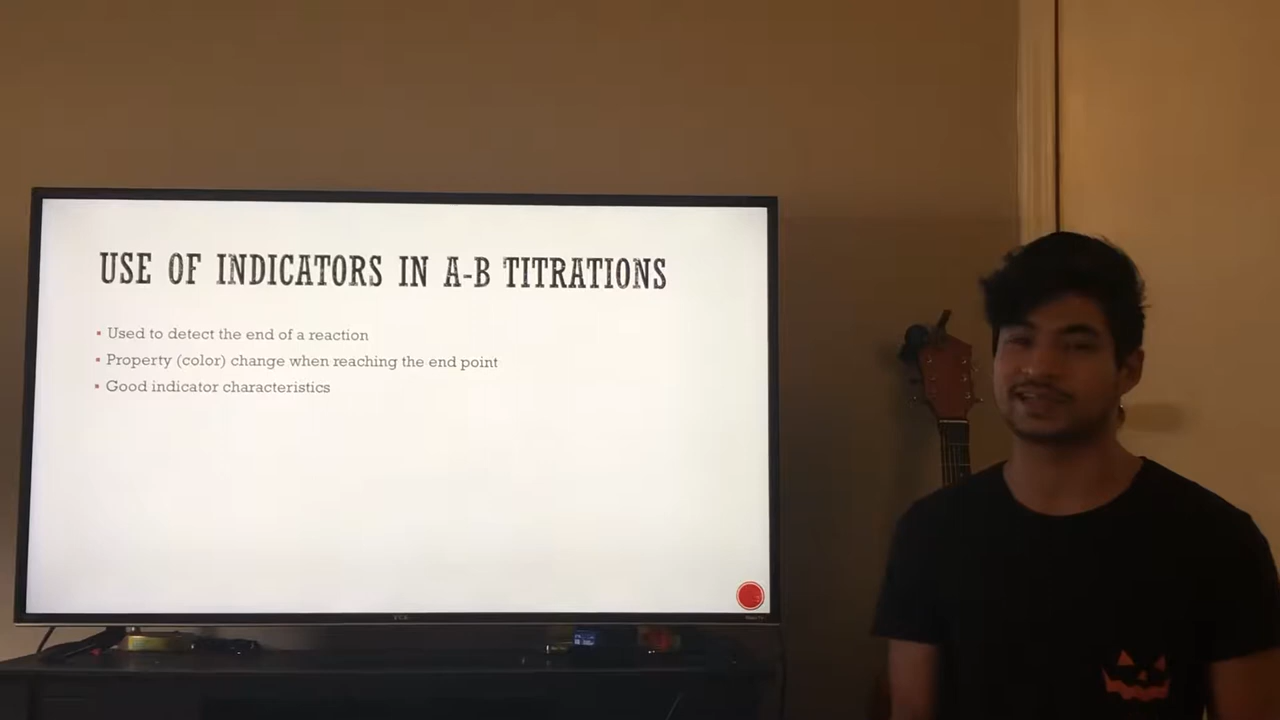 USE OF INDICATORS IN A-B TITRATIONS
▪ Used to detect the end of a reaction
▪ Property (color) change when reaching the end point
▪ Good indicator characteristics
TCL